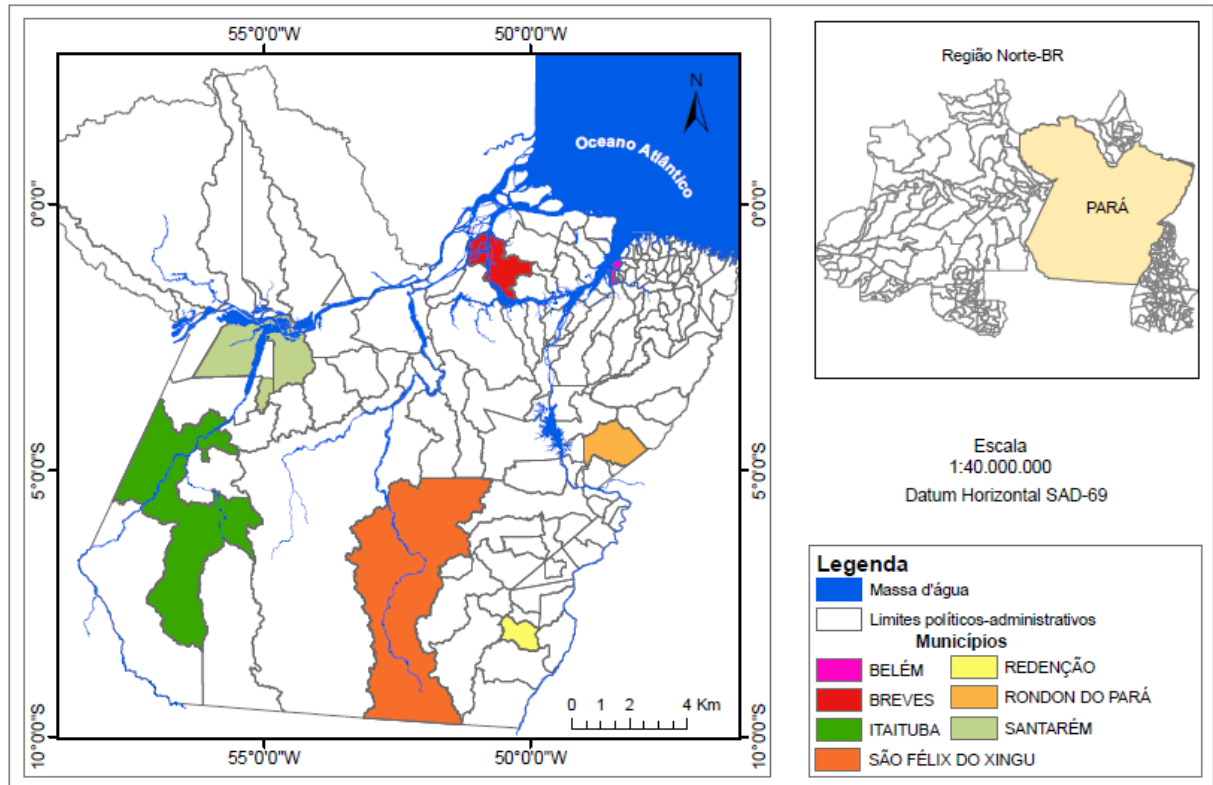 55°0'0"W 50°0'0"W
0°0'0"
5°0'0"S
10°0'0"S
N
Oceano Atlântico
0 1 2 4 Km
0°0'0"
5°0'0"S
10°0'0"S
55°0'0"W 50°0'0"W
Região Norte-BR
PARÁ
Escala
1:40.000.000
Datum Horizontal SAD-69
Legenda
Massa d'água
Limites políticos-administrativos
Municípios
BELÉM REDENÇÃO
BREVES RONDON DO PARÁ
ITAITUBA SANTARÉM
SÃO FÉLIX DO XINGU